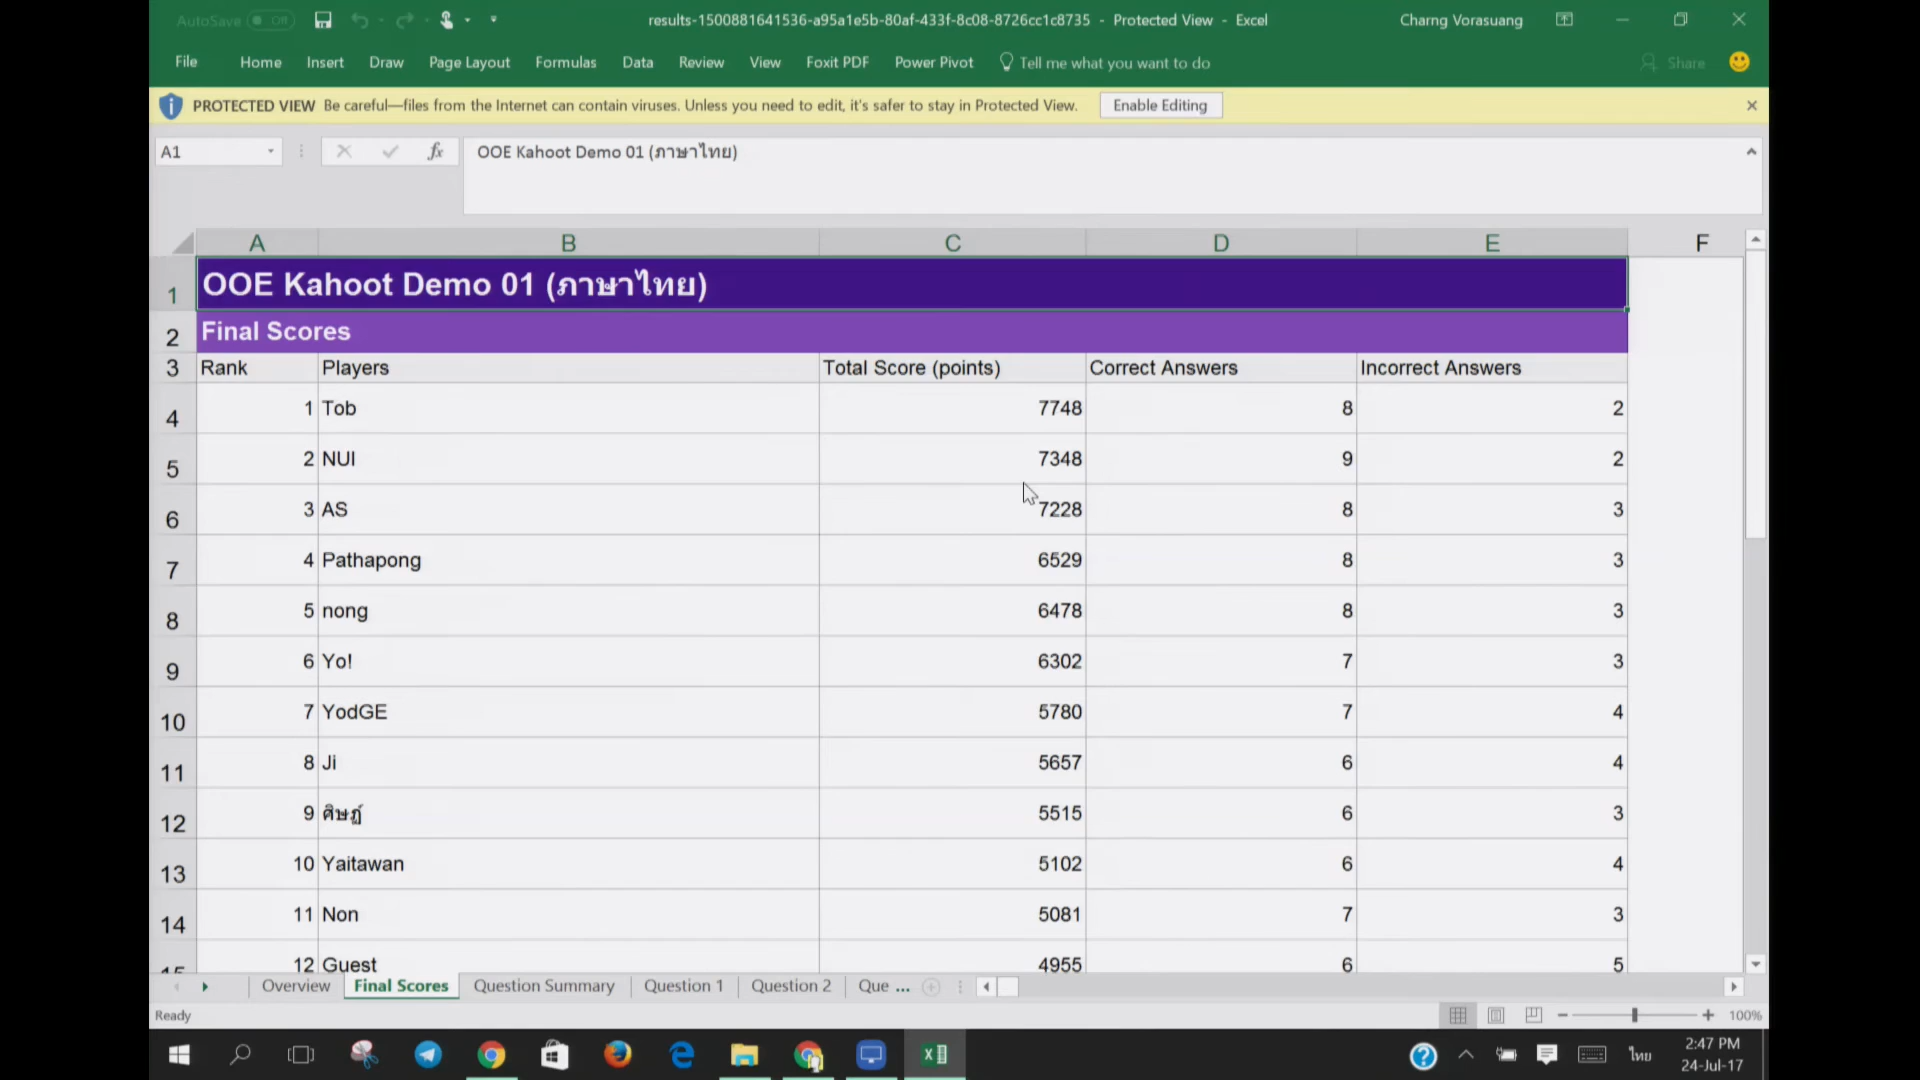 AutoSave Off
results-1500881641536-a95a1e5b-80af-433f-8c08-8726cc1c8735 - Protected View - Excel
Charng Vorasuang
File Home Insert Draw Page Layout Formulas Data Review View Foxit PDF Power Pivot Tell me what you want to do Share
PROTECTED VIEW Be careful—files from the Internet can contain viruses. Unless you need to edit, it's safer to stay in Protected View. Enable Editing
A1 fx OOE Kahoot Demo 01 (ภาษาไทย)
A B C D E F
1 OOE Kahoot Demo 01 (ภาษาไทย)
2 Final Scores
3 Rank Players Total Score (points) Correct Answers Incorrect Answers
4 1 Tob 7748 8 2
5 2 NUI 7348 9 2
6 3 AS 7228 8 3
7 4 Pathapong 6529 8 3
8 5 nong 6478 8 3
9 6 Yo! 6302 7 3
10 7 YodGE 5780 7 4
11 8 Ji 5657 6 4
12 9 ศิษฎ์ 5515 6 3
13 10 Yaitawan 5102 6 4
14 11 Non 5081 7 3
15 12 Guest 4955 6 5
Overview Final Scores Question Summary Question 1 Question 2 Que ...
Ready 100%
ไทย 2:47 PM
24-Jul-17